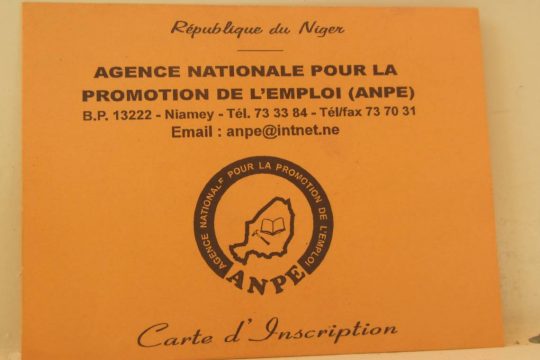 République du Niger
AGENCE NATIONALE POUR LA
PROMOTION DE L'EMPLOI (ANPE)
B.P. 13222 - Niamey - Tél. 73 33 84 - Tél/fax 73 70 31
Email : anpe@intnet.ne
AGENCE NATIONALE POUR LA PROMOTION DE L'EMPLOI
ANPE
Carte d'Inscription